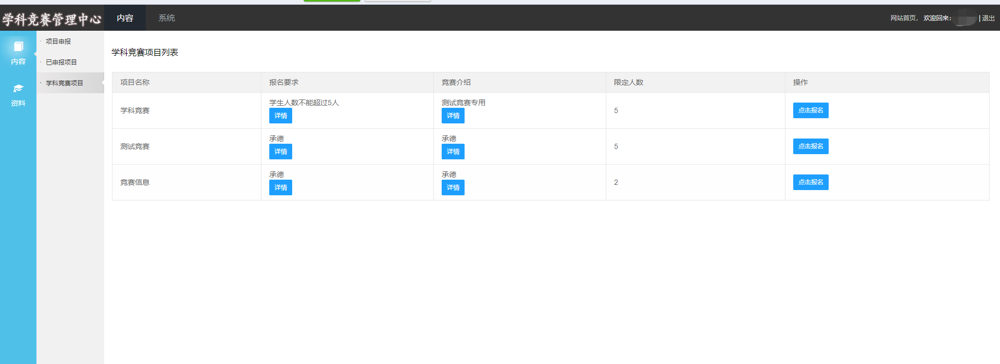 学科竞赛管理中心
内容
系统
网站首页, 欢迎回来:
| 退出
内容
资料
· 项目申报
· 已申报项目
· 学科竞赛项目
学科竞赛项目列表
项目名称 报名要求 竞赛介绍 限定人数 操作
学科竞赛 学生人数不能超过5人 详情 测试竞赛专用 详情 5 点击报名
测试竞赛 承德 详情 承德 详情 5 点击报名
竞赛信息 承德 详情 承德 详情 2 点击报名